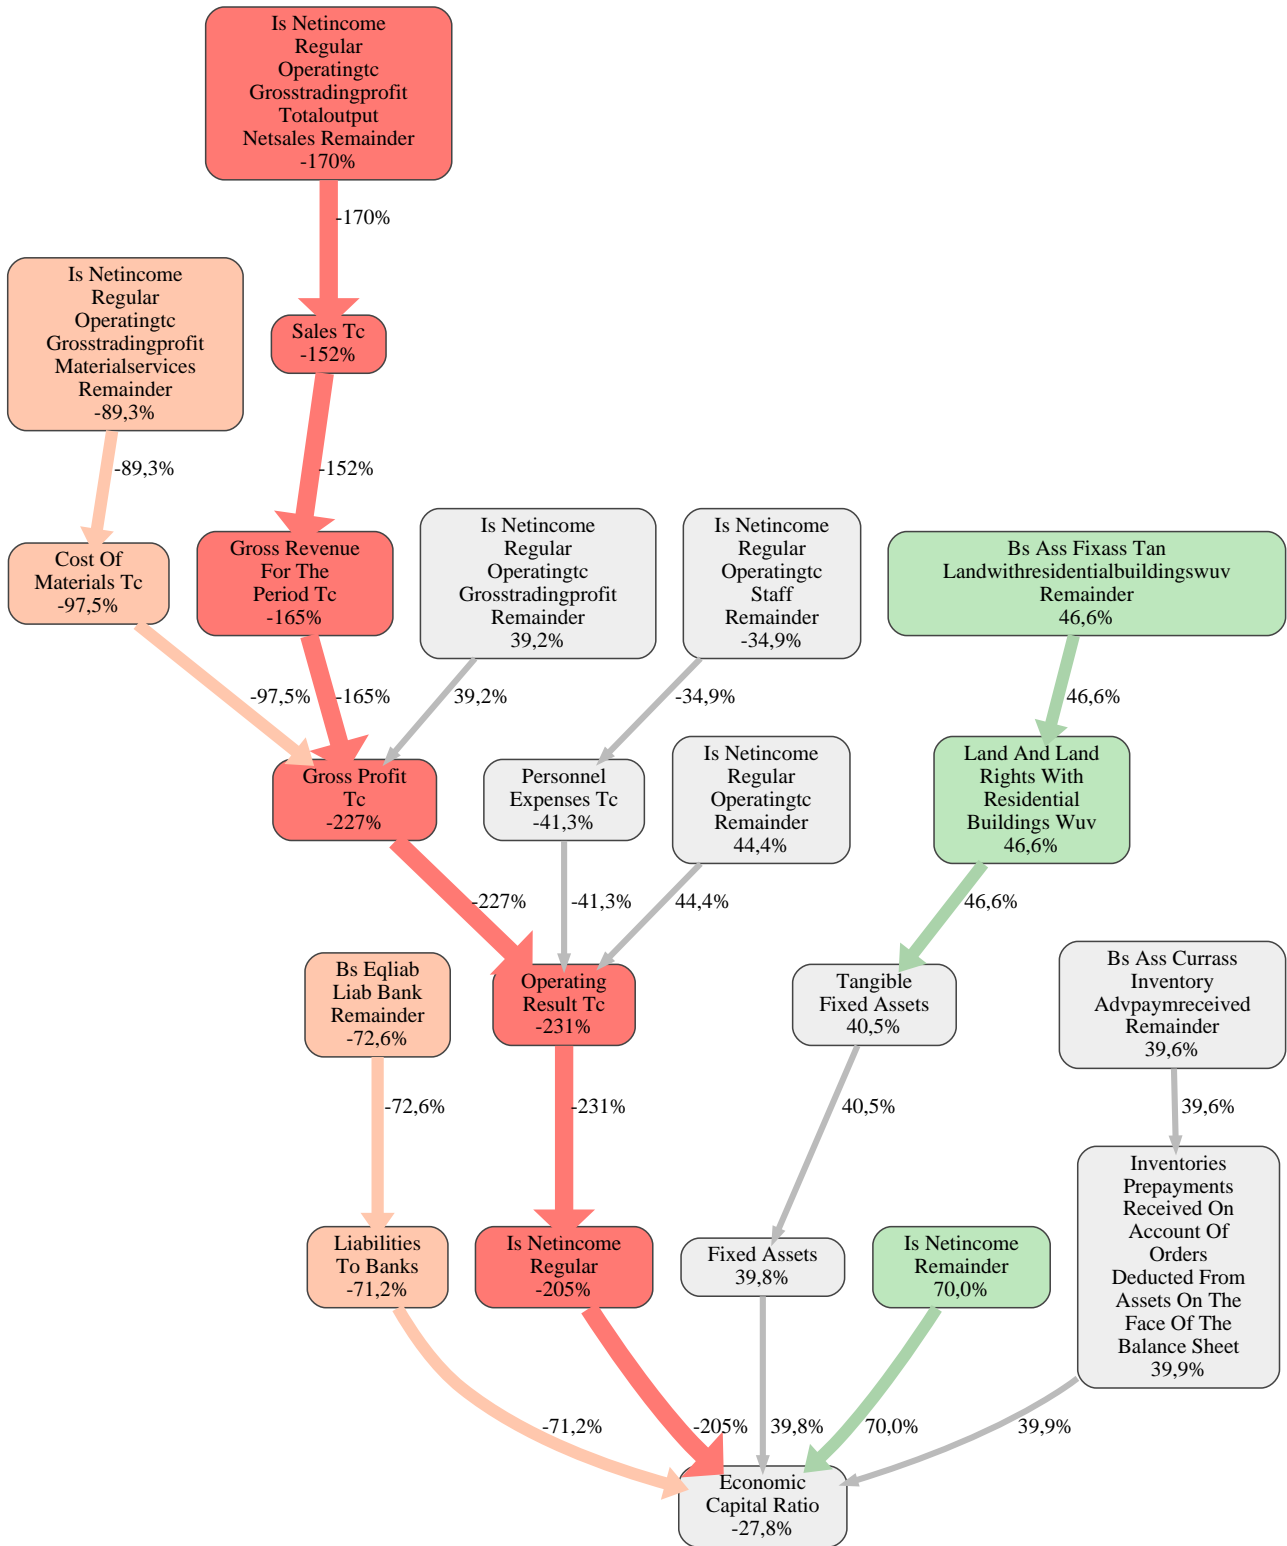 Is Netincome
Regular
Operatingtc
Grosstradingprofit
Totaloutput
Netsales Remainder
-170%
-170%
Is Netincome
Regular
Operatingtc
Grosstradingprofit
Materialservices
Remainder
-89,3%
Sales Tc
-152%
-89,3%
-152%
Cost Of
Materials Tc
-97,5%
Gross Revenue
For The
Period Tc
-165%
Is Netincome
Regular
Operatingtc
Grosstradingprofit
Remainder
39,2%
Is Netincome
Regular
Operatingtc
Staff
Remainder
-34,9%
Bs Ass Fixass Tan
Landwithresidentialbuildingswuv
Remainder
46,6%
-97,5%
-165%
39,2%
-34,9%
46,6%
Gross Profit
Tc
-227%
Personnel
Expenses Tc
-41,3%
Is Netincome
Regular
Operatingtc
Remainder
44,4%
Land And Land
Rights With
Residential
Buildings Wuv
46,6%
-227%
-41,3%
44,4%
46,6%
Bs Eqliab
Liab Bank
Remainder
-72,6%
Operating
Result Tc
-231%
Tangible
Fixed Assets
40,5%
Bs Ass Currass
Inventory
Advpaymreceived
Remainder
39,6%
-72,6%
-231%
40,5%
39,6%
Liabilities
To Banks
-71,2%
Is Netincome
Regular
-205%
Fixed Assets
39,8%
Is Netincome
Remainder
70,0%
Inventories
Prepayments
Received On
Account Of
Orders
Deducted From
Assets On The
Face Of The
Balance Sheet
39,9%
-71,2%
-205%
39,8%
70,0%
39,9%
Economic
Capital Ratio
-27,8%